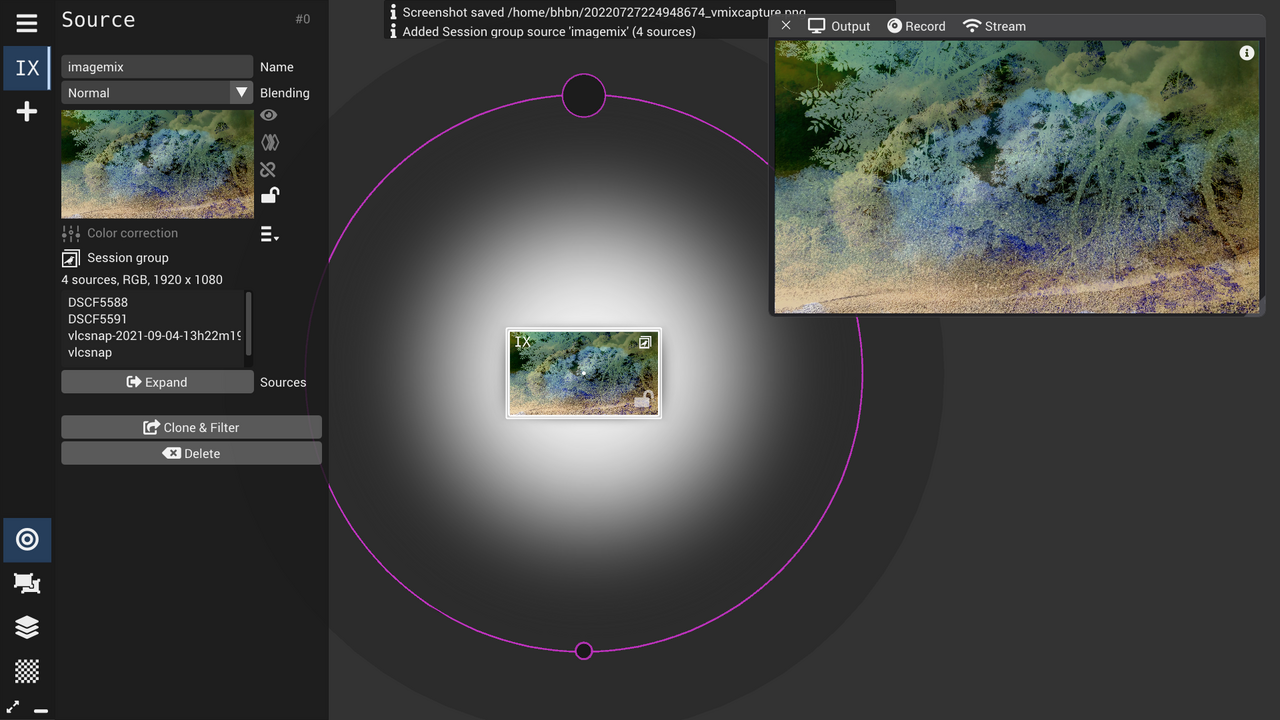 Source #0
IX
imagemix Name
Normal Blending
Color correction
Session group
4 sources, RGB, 1920 x 1080
DSCF5588
DSCF5591
vlcsnap-2021-09-04-13h22m19
vlcsnap
Expand Sources
Clone & Filter
Delete
Screenshot saved /home/bhbn/20220727224948674_vmixcapture.png
Added Session group source 'imagemix' (4 sources)
Output Record Stream
IX